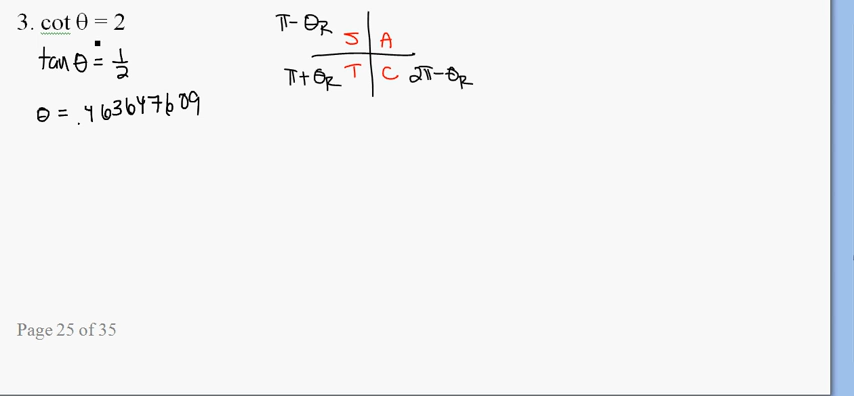 3. cot θ = 2
tan θ = 1/2
θ = .463647609
π - θR
S A
π + θR T C 2π - θR
Page 25 of 35